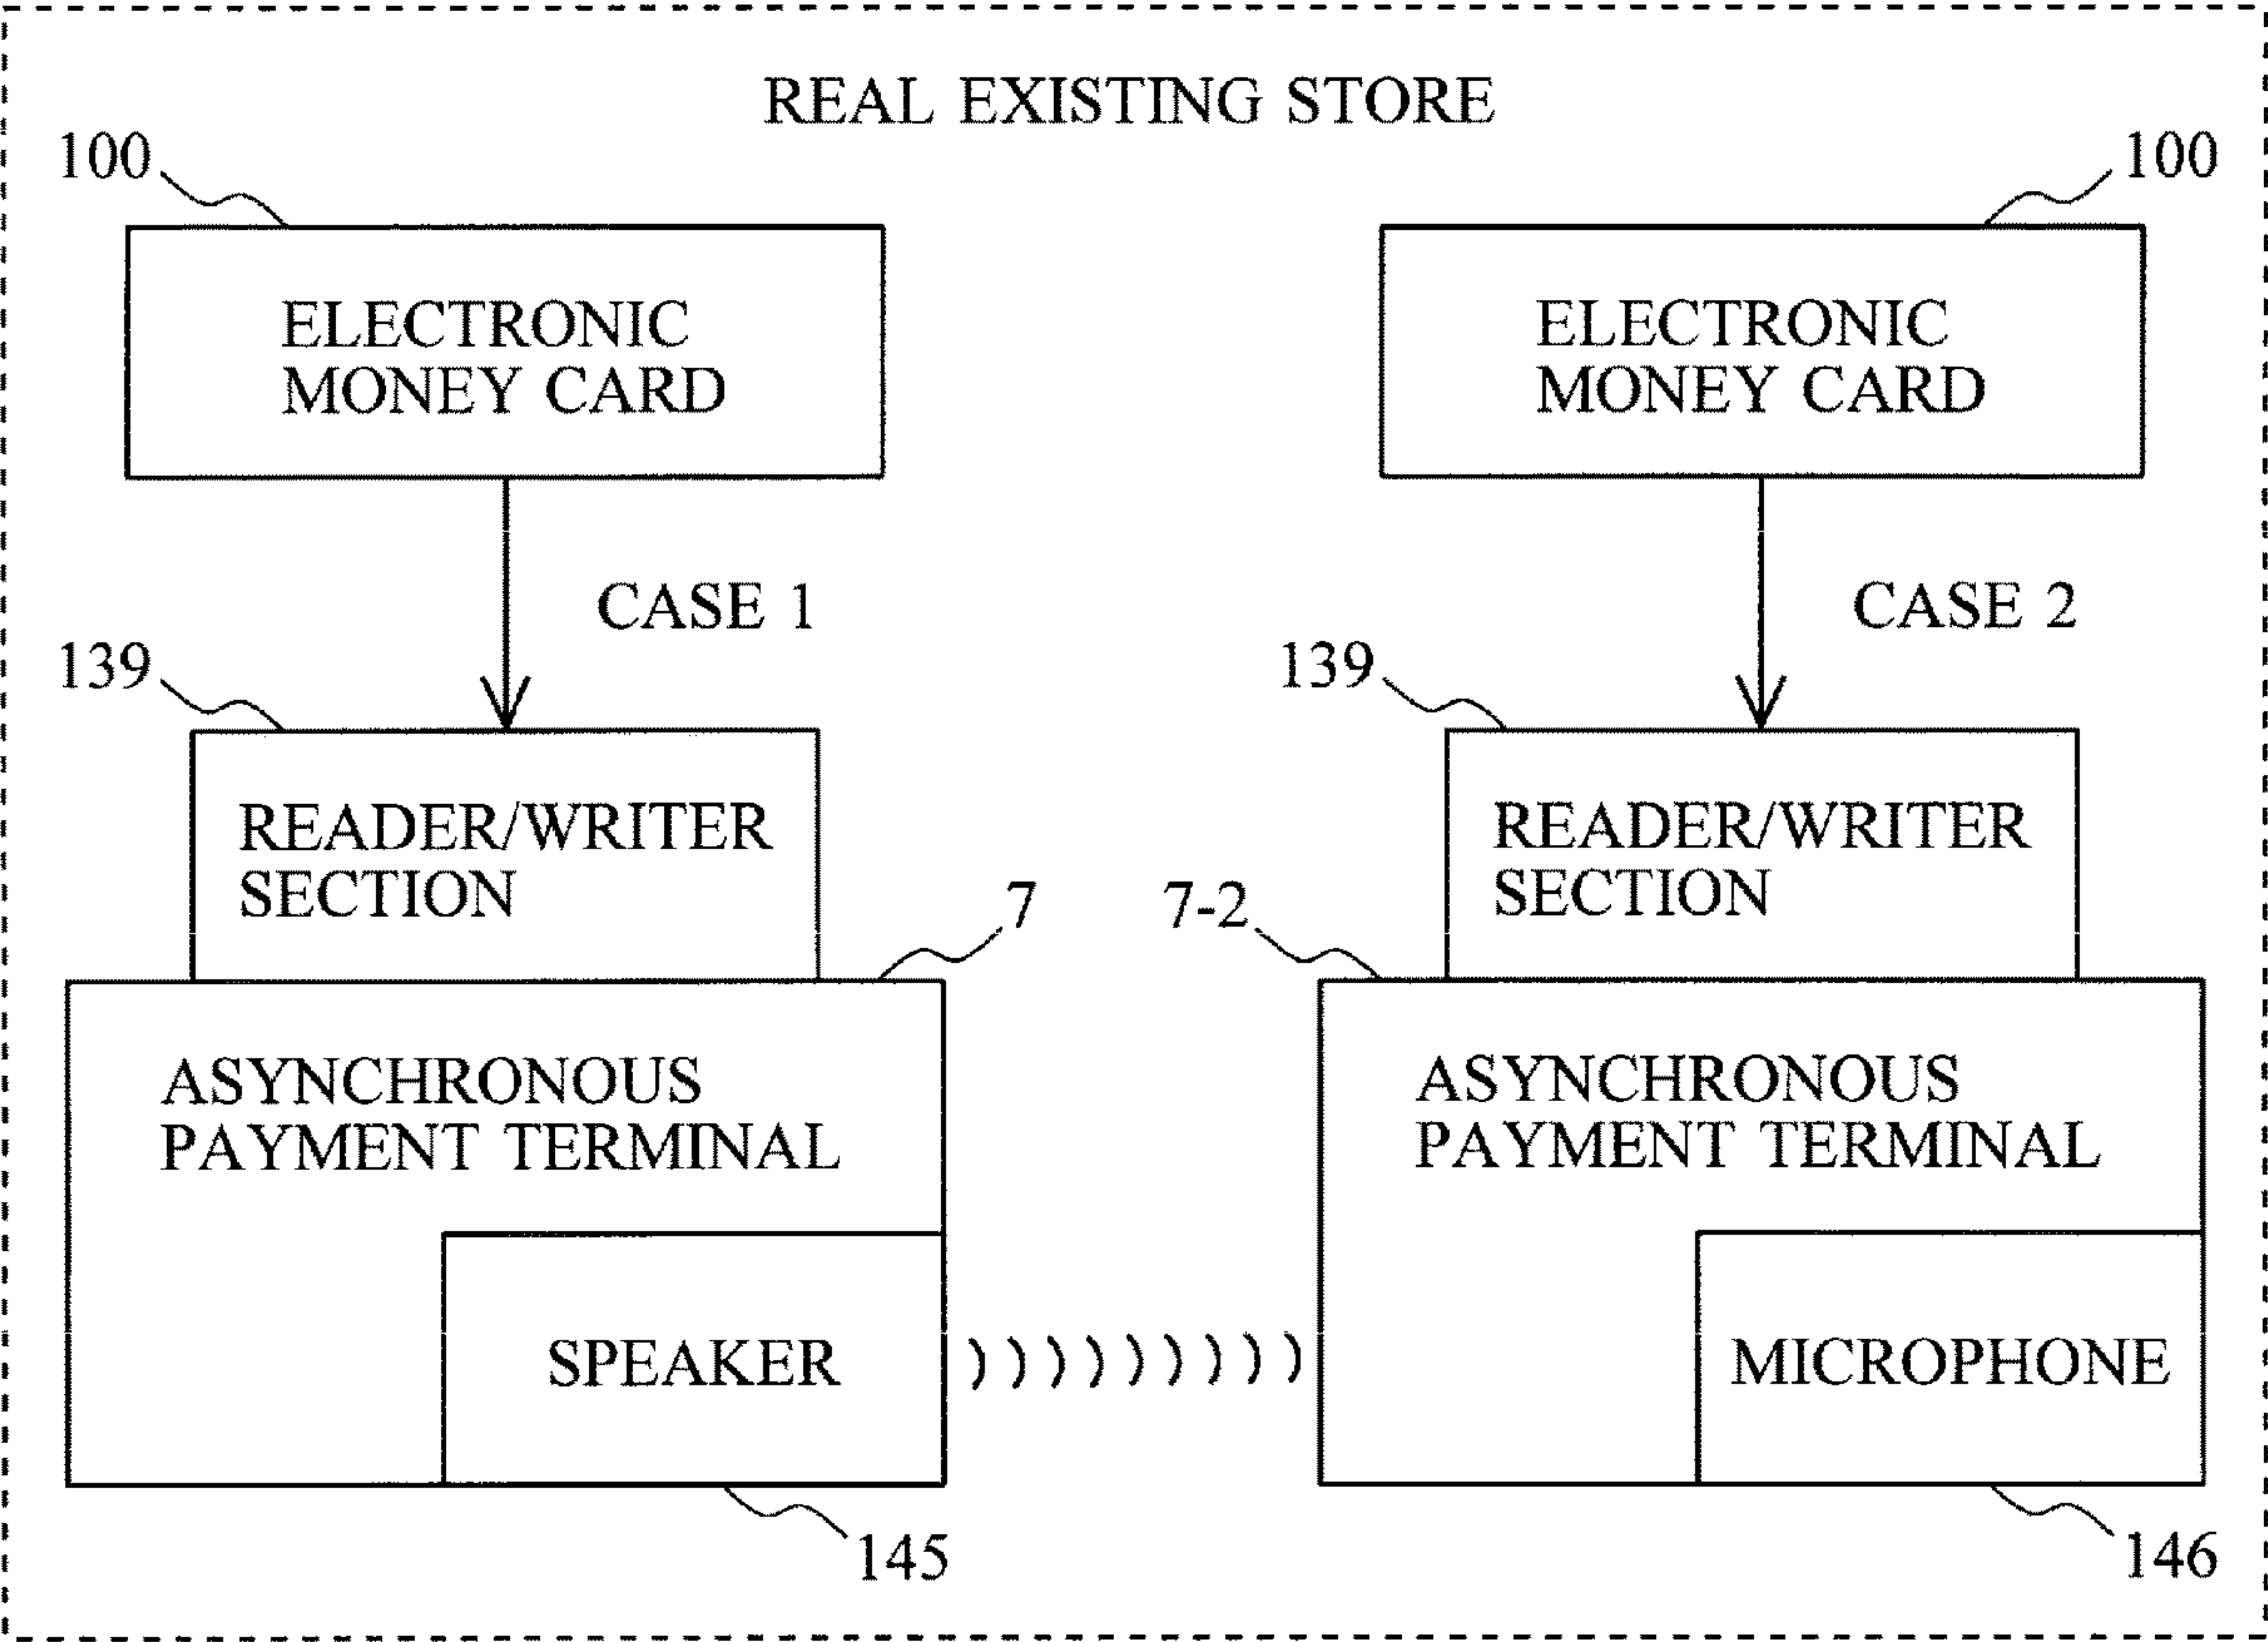 REAL EXISTING STORE
100
100
ELECTRONIC
MONEY CARD
ELECTRONIC
MONEY CARD
CASE 1
CASE 2
139
139
READER/WRITER
SECTION
READER/WRITER
SECTION
7
7-2
ASYNCHRONOUS
PAYMENT TERMINAL
ASYNCHRONOUS
PAYMENT TERMINAL
SPEAKER
MICROPHONE
145
146